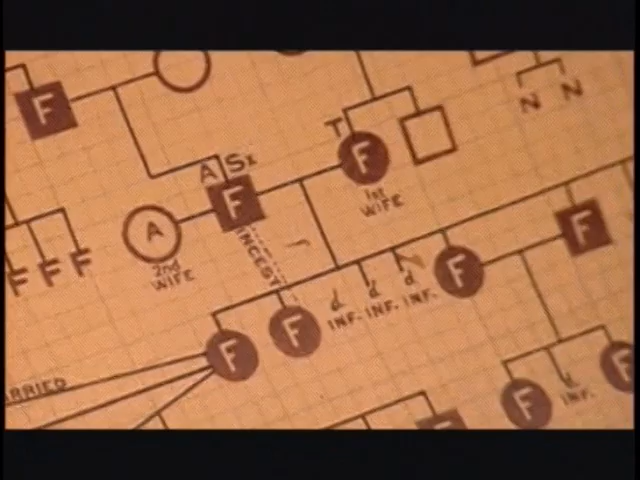 F
N N
T
F
A Sx
F
1st
WIFE
A
2nd
WIFE
INCEST
F
F F F
F
d d d
INF. INF. INF.
F
F
ARRIED
F
F
INF.
F